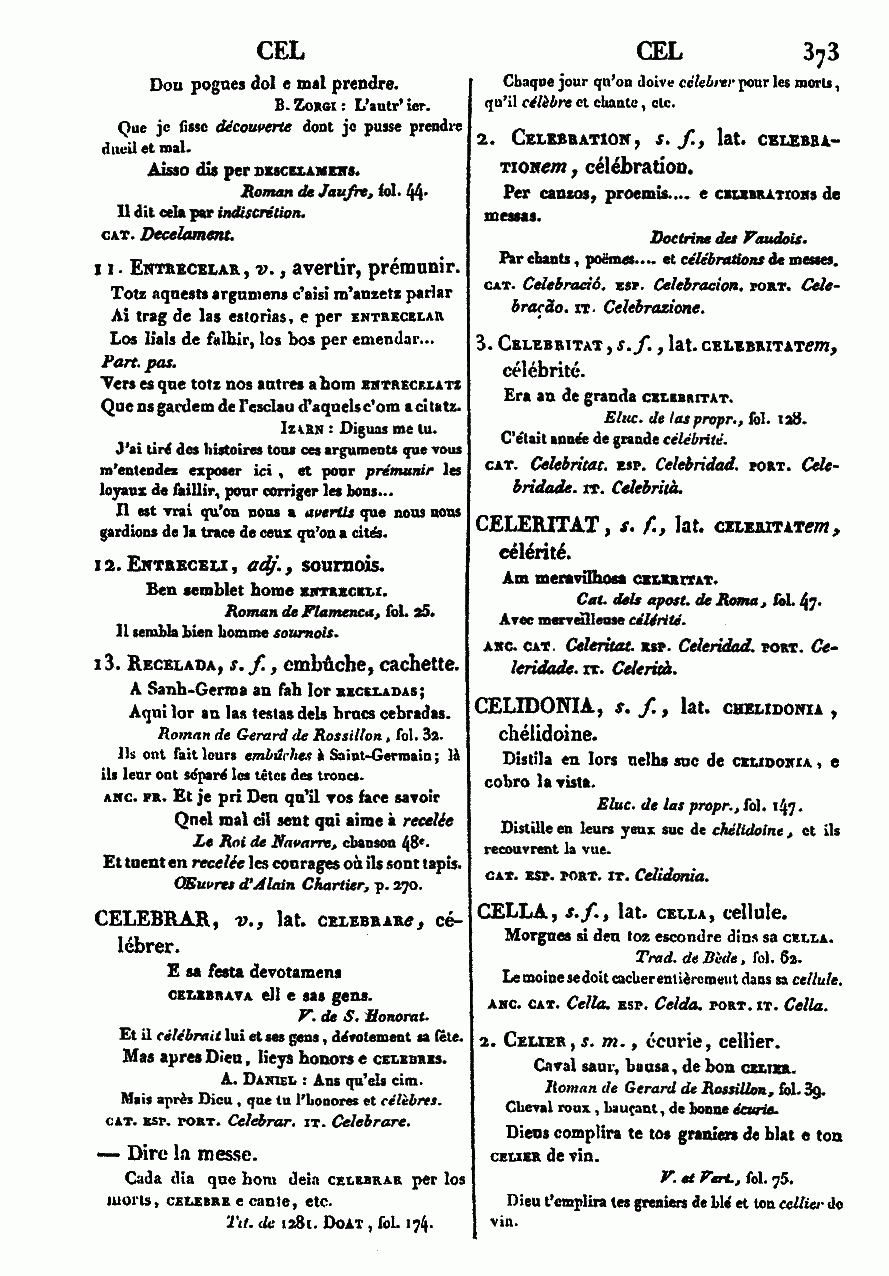 CEL
CEL 373
Don pognes dol e mal prendre.
B. Zorgi : L'autr' ier.
Que je fisse découverte dont je pusse prendre
dueil et mal.
Aisso dis per descelamens.
Roman de Jaufre, fol. 44.
Il dit cela par indiscrétion.
cat. Decelament.
11. Entrecelar, v., avertir, prémunir.
Totz aquests argumens c'aisi m'auzetz parlar
Ai trag de las estorias, e per entrecelar
Los lials de falhir, los bos per emendar...
Part. pas.
Vers es que totz nos autres a hom entrecelatz
Que ns gardem de l'esclau d'aquels c'om a citatz.
Izarn : Diguas me tu.
J'ai tiré des histoires tous ces arguments que vous
m'entendez exposer ici, et pour prémunir les
loyaux de faillir, pour corriger les bons...
Il est vrai qu'on nous a avertis que nous nous
gardions de la trace de ceux qu'on a cités.
12. Entreceli, adj., sournois.
Ben semblet home entreceli.
Roman de Flamenca, fol. 25.
Il sembla bien homme sournois.
13. Recelada, s. f., embûche, cachette.
A Sanh-Germa an fah lor receladas;
Aqui lor an las testas dels brucs cebradas.
Roman de Gerard de Rossillon, fol. 32.
Ils ont fait leurs embûches à Saint-Germain; là
ils leur ont séparé les têtes des troncs.
anc. fr. Et je pri Deu qu'il vos face savoir
Quel mal cil sent qui aime à recelée
Le Roi de Navarre, chanson 48e.
Et tuent en recelée les courages où ils sont tapis.
Œuvres d'Alain Chartier, p. 270.
CELEBRAR, v., lat. celebrare, cé-
lébrer.
E sa festa devotamens
celebrava ell e sas gens.
V. de S. Honorat.
Et il célébrait lui et ses gens, dévotement sa fête.
Mas apres Dieu, lieys honors e celebres.
A. Daniel : Ans qu'els cim.
Mais après Dieu, que tu l'honores et célèbres.
cat. esp. port. Celebrar. it. Celebrare.
— Dire la messe.
Cada dia que hom deia celebrar per los
morts, celebre e cante, etc.
Tit. de 1281. Doat, fol. 174.
Chaque jour qu'on doive célebrer pour les morts,
qu'il célèbre et chante, etc.
2. Celebration, s. f., lat. celebra-
tionem, célébration.
Per canzos, proemis.... e celebrations de
messas.
Doctrine des Vaudois.
Par chants, poëmes.... et célébrations de messes.
cat. Celebració. esp. Celebracion. port. Cele-
bração. it. Celebrazione.
3. Celebritat, s. f., lat. celebritatem,
célébrité.
Era an de granda celebritat.
Eluc. de las propr., fol. 128.
C'était année de grande célébrité.
cat. Celebritat. esp. Celebridad. port. Cele-
bridade. it. Celebrità.
CELERITAT, s. f., lat. celeritatem,
célérité.
Am meravilhosa celeritat.
Cat. dels apost. de Roma, fol. 47.
Avec merveilleuse célérité.
anc. cat. Celeritat. esp. Celeridad. port. Ce-
leridade. it. Celerità.
CELIDONIA, s. f., lat. chelidonia,
chélidoine.
Distila en lors uelhs suc de celidonia, e
cobro la vista.
Eluc. de las propr., fol. 147.
Distille en leurs yeux suc de chélidoine, et ils
recouvrent la vue.
cat. esp. port. it. Celidonia.
CELLA, s. f., lat. cella, cellule.
Morgues si deu toz escondre dins sa cella.
Trad. de Bède, fol. 62.
Le moine se doit cacher entièrement dans sa cellule.
anc. cat. Cella. esp. Celda. port. it. Cella.
2. Celier, s. m., écurie, cellier.
Caval saur, bausa, de bon celier.
Roman de Gerard de Rossillon, fol. 39.
Cheval roux, bauçant, de bonne écurie.
Dieus complira te tos graniers de blat e ton
celier de vin.
V. et Vert., fol. 75.
Dieu t'emplira tes greniers de blé et ton cellier de
vin.